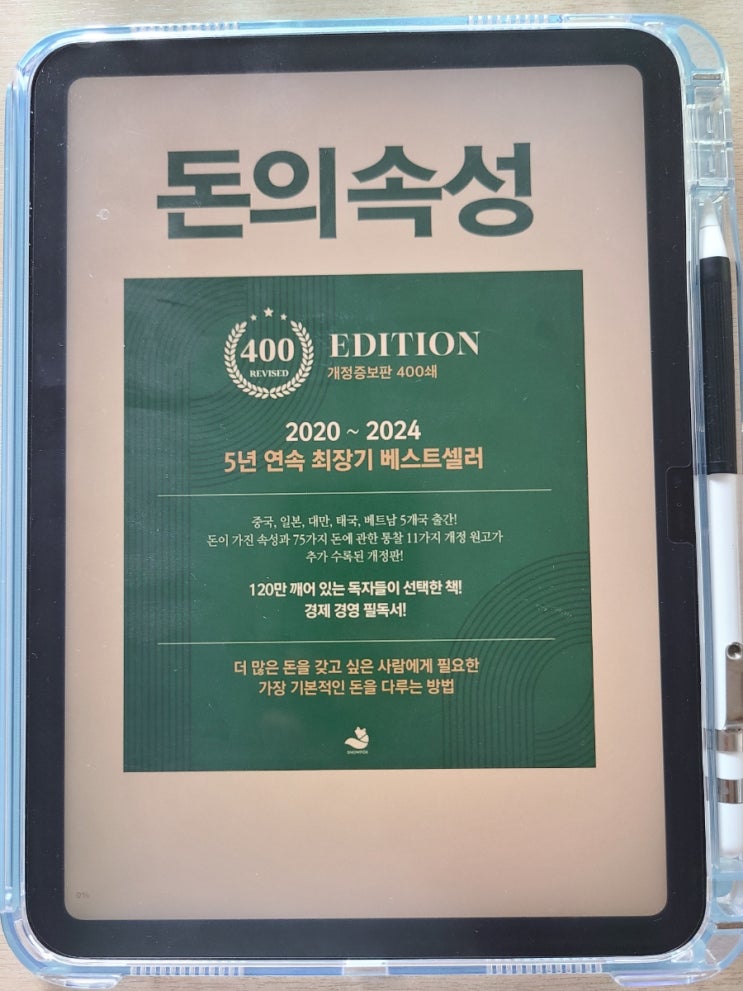 돈의 속성
400
REVISED
EDITION
개정증보판 400쇄
2020 ~ 2024
5년 연속 최장기 베스트셀러
중국, 일본, 대만, 태국, 베트남 5개국 출간!
돈이 가진 속성과 75가지 돈에 관한 통찰 11가지 개정 원고가
추가 수록된 개정판!
120만 깨어 있는 독자들이 선택한 책!
경제 경영 필독서!
더 많은 돈을 갖고 싶은 사람에게 필요한
가장 기본적인 돈을 다루는 방법
SNOWFOX
0%